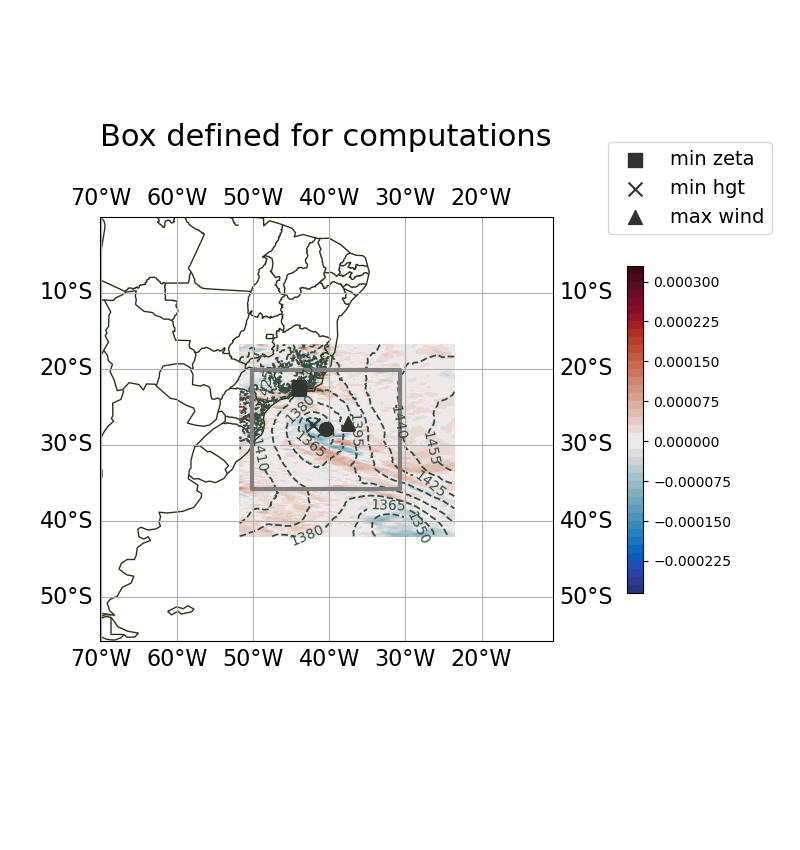 Box defined for computations
min zeta
min hgt
max wind
70°W 60°W 50°W 40°W 30°W 20°W
10°S 10°S
20°S 20°S
30°S 30°S
40°S 40°S
50°S 50°S
70°W 60°W 50°W 40°W 30°W 20°W
0.000300
0.000225
0.000150
0.000075
0.000000
−0.000075
−0.000150
−0.000225
1380
1365
1395
1440
1455
1410
1425
1365
1350
1380